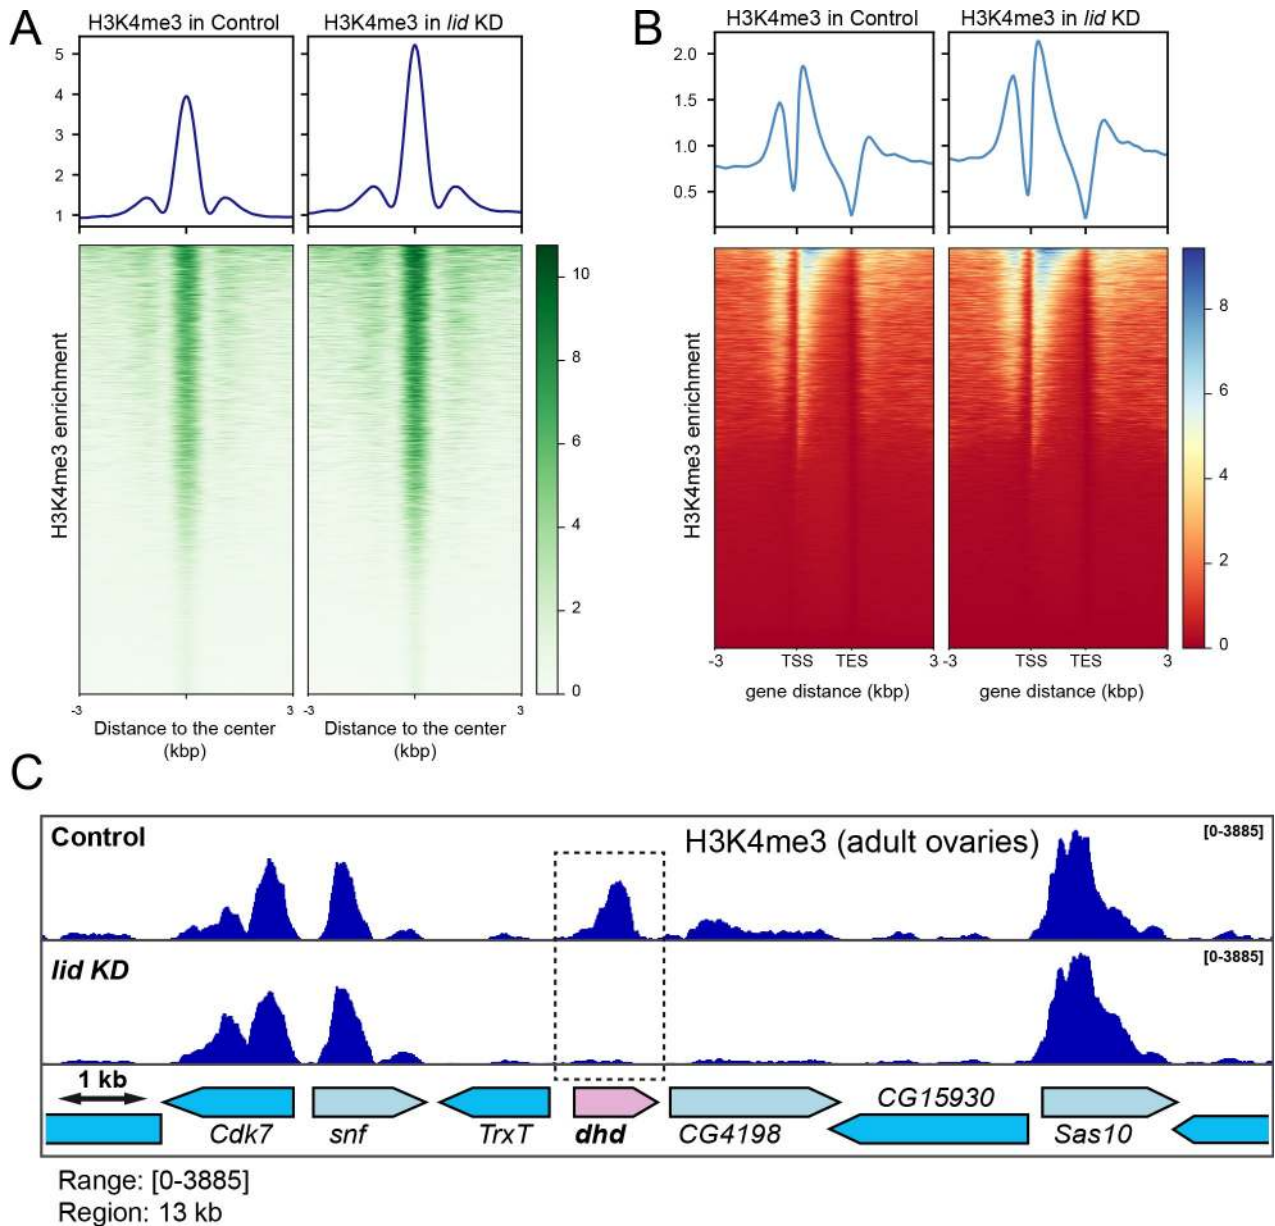 A
H3K4me3 in Control
H3K4me3 in lid KD
5
4
3
2
1
H3K4me3 enrichment
10
8
6
4
2
0
-3
3
-3
3
Distance to the center
(kbp)
Distance to the center
(kbp)
B
H3K4me3 in Control
H3K4me3 in lid KD
2.0
1.5
1.0
0.5
H3K4me3 enrichment
8
6
4
2
0
-3
TSS
TES
3
-3
TSS
TES
3
gene distance (kbp)
gene distance (kbp)
C
Control
H3K4me3 (adult ovaries)
[0-3885]
lid KD
[0-3885]
1 kb
Cdk7
snf
TrxT
dhd
CG4198
CG15930
Sas10
Range: [0-3885]
Region: 13 kb